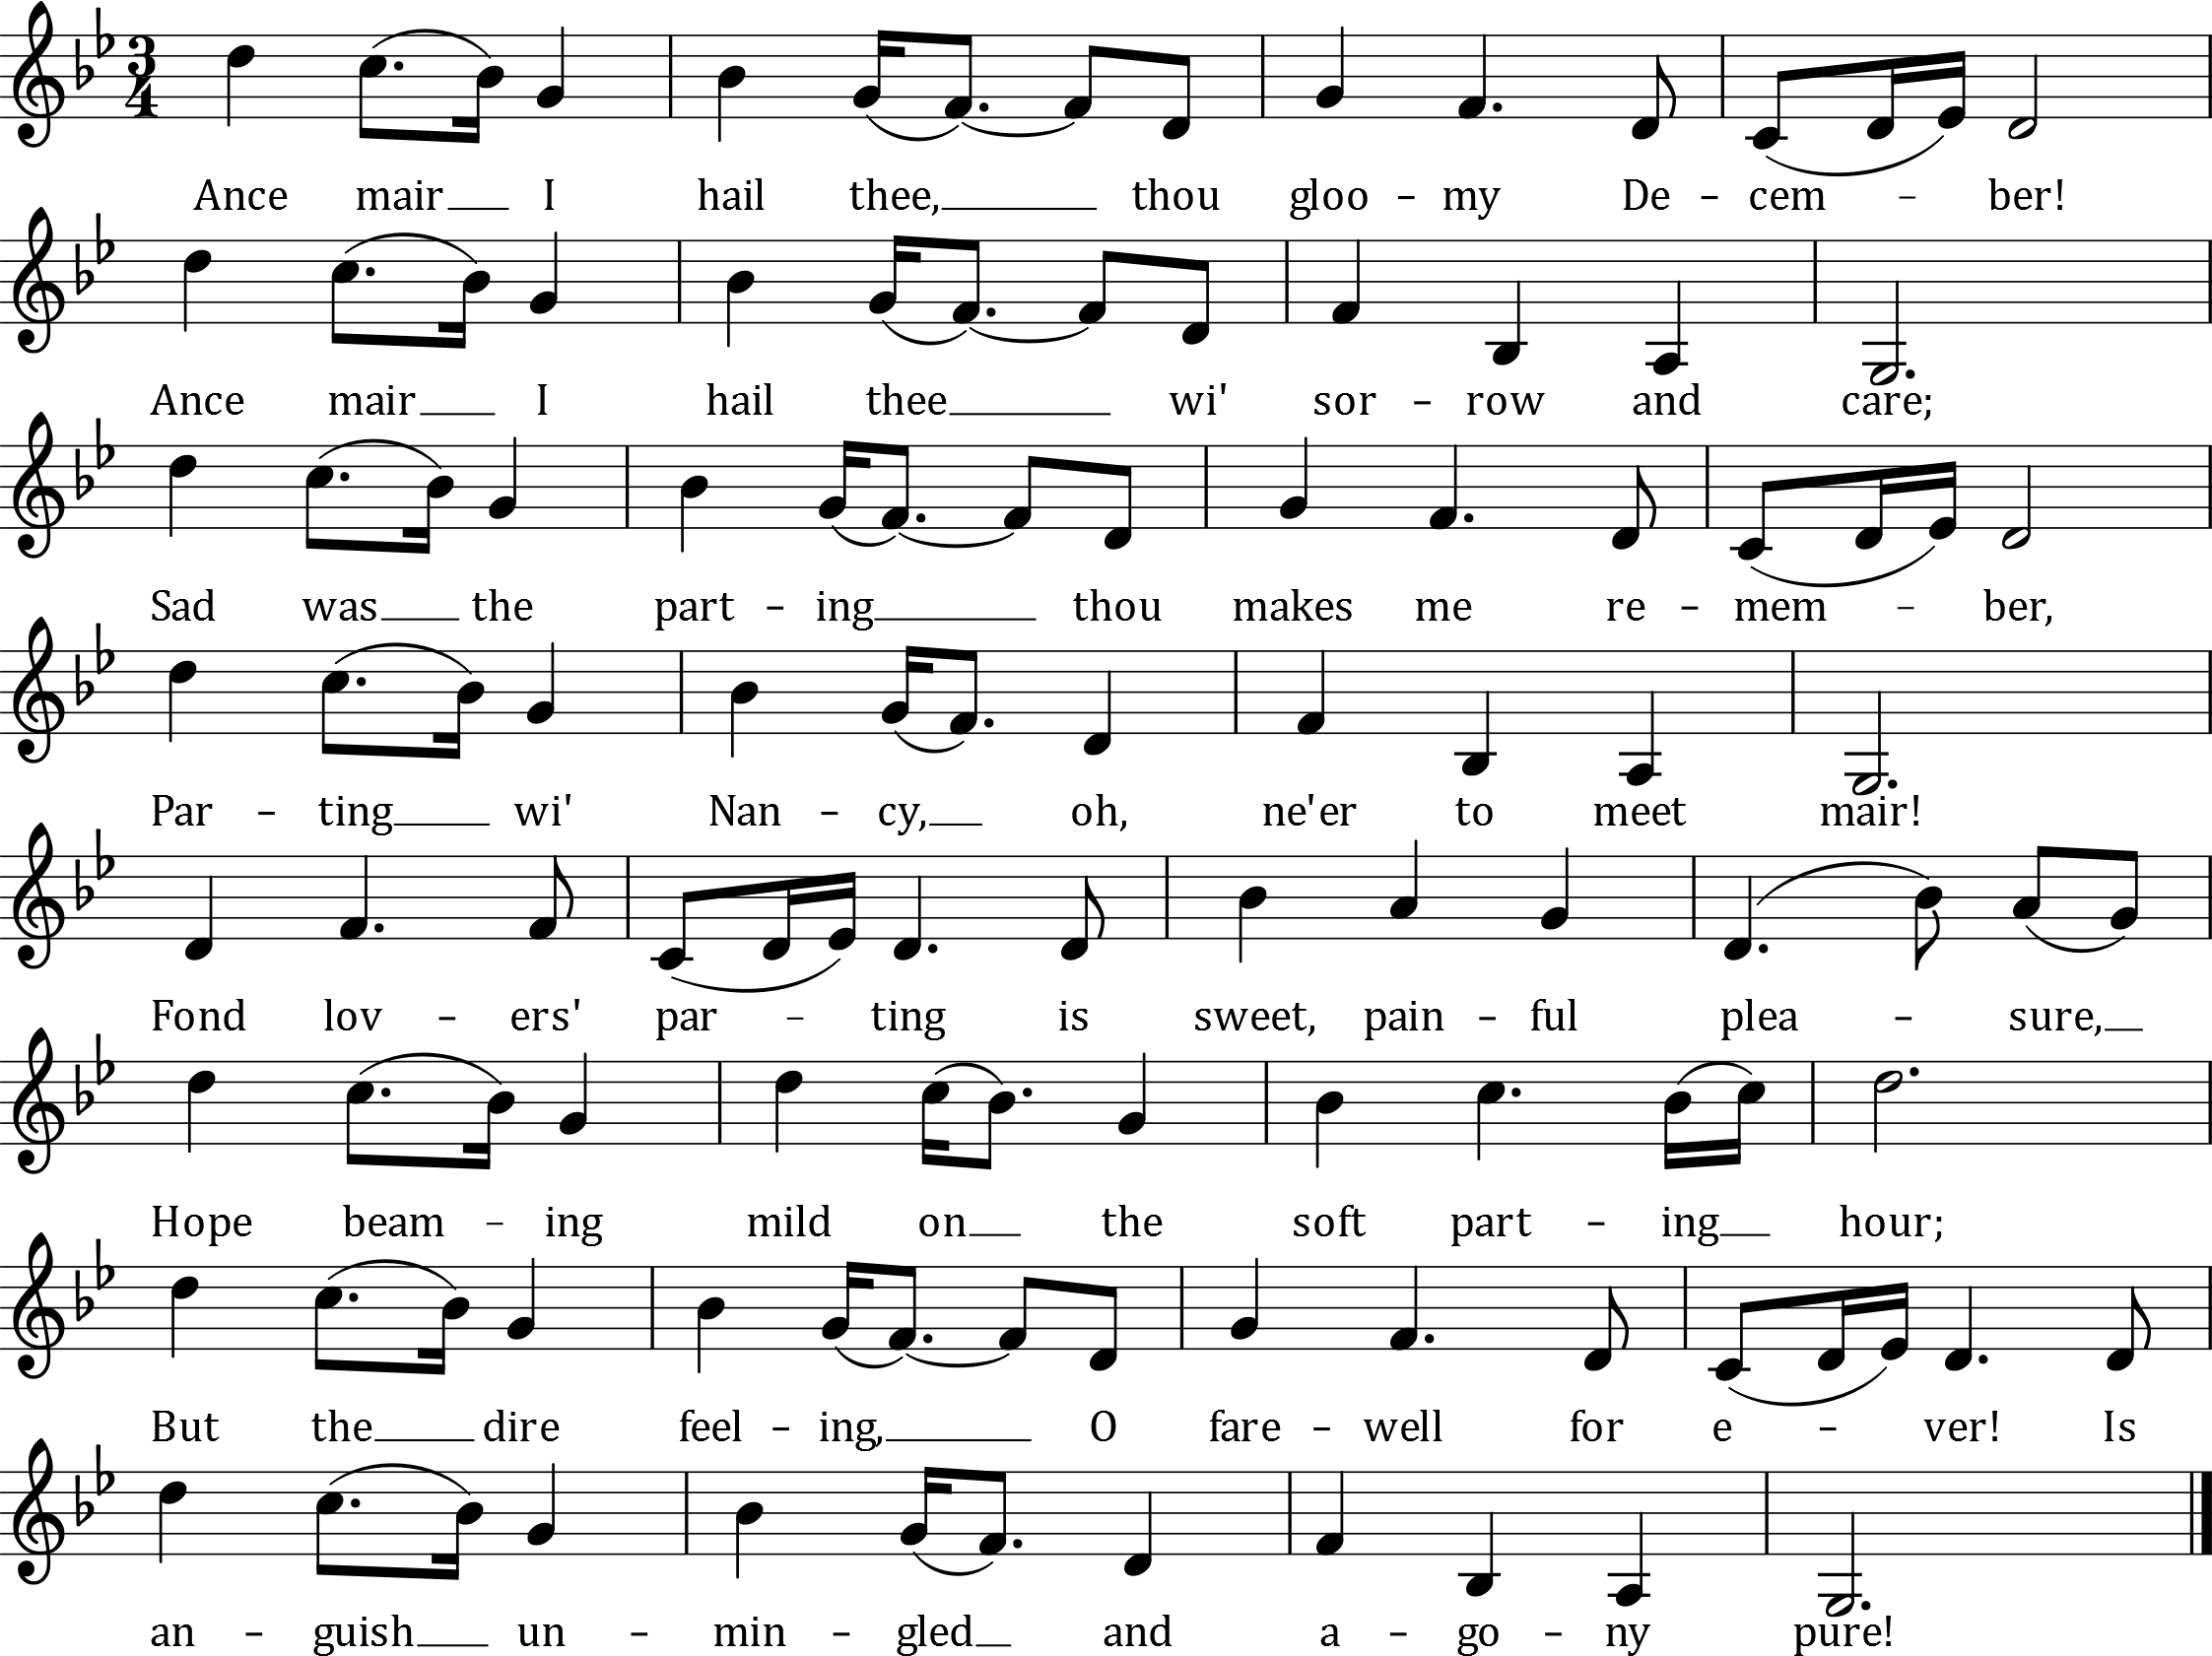 3
4
Ance mair I hail thee, thou gloo - my De - cem - ber!
Ance mair I hail thee wi' sor - row and care;
Sad was the part - ing thou makes me re - mem - ber,
Par - ting wi' Nan - cy, oh, ne'er to meet mair!
Fond lov - ers' par - ting is sweet, pain - ful plea - sure,
Hope beam - ing mild on the soft part - ing hour;
But the dire feel - ing, O fare - well for e - ver! Is
an - guish un - min - gled and a - go - ny pure!